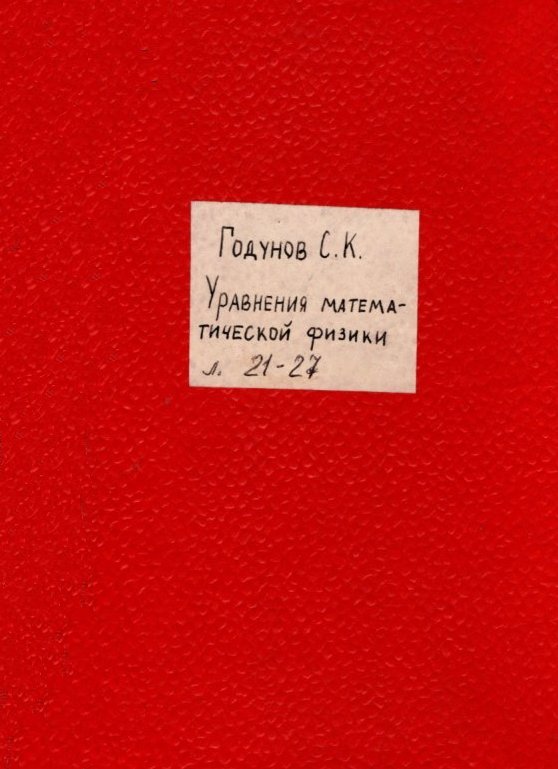 Годунов С.К.
Уравнения матема-
тической физики
л. 21-27